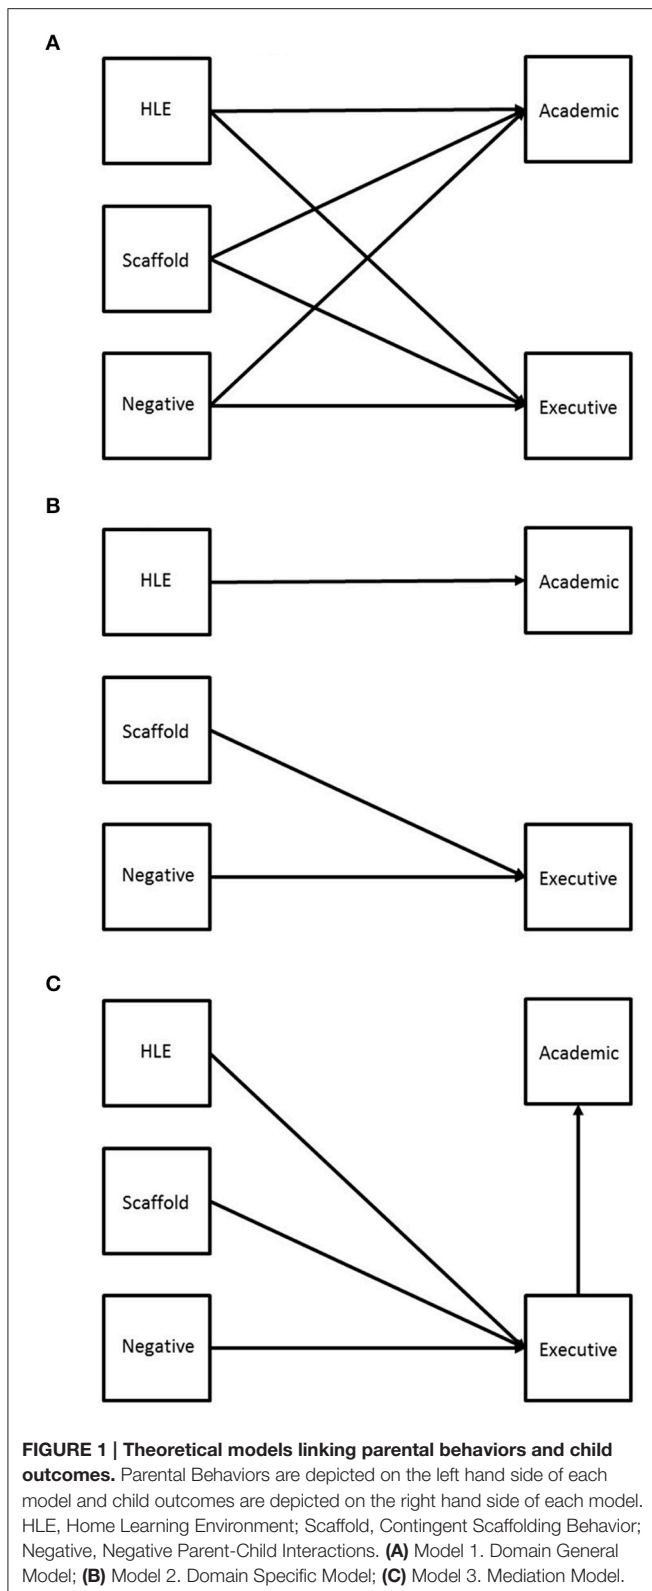 A
HLE
Academic
Scaffold
Negative
Executive
B
HLE
Academic
Scaffold
Negative
Executive
C
HLE
Academic
Scaffold
Negative
Executive
FIGURE 1 | Theoretical models linking parental behaviors and child
outcomes. Parental Behaviors are depicted on the left hand side of each
model and child outcomes are depicted on the right hand side of each model.
HLE, Home Learning Environment; Scaffold, Contingent Scaffolding Behavior;
Negative, Negative Parent-Child Interactions. (A) Model 1. Domain General
Model; (B) Model 2. Domain Specific Model; (C) Model 3. Mediation Model.